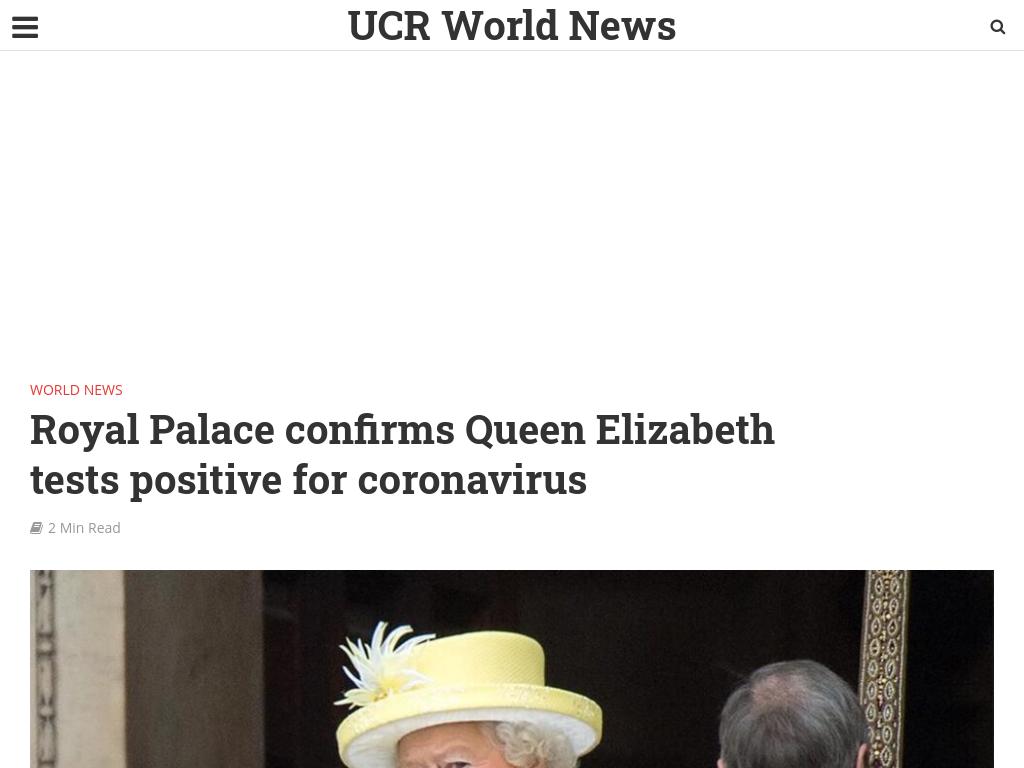 UCR World News
WORLD NEWS
Royal Palace confirms Queen Elizabeth
tests positive for coronavirus
2 Min Read